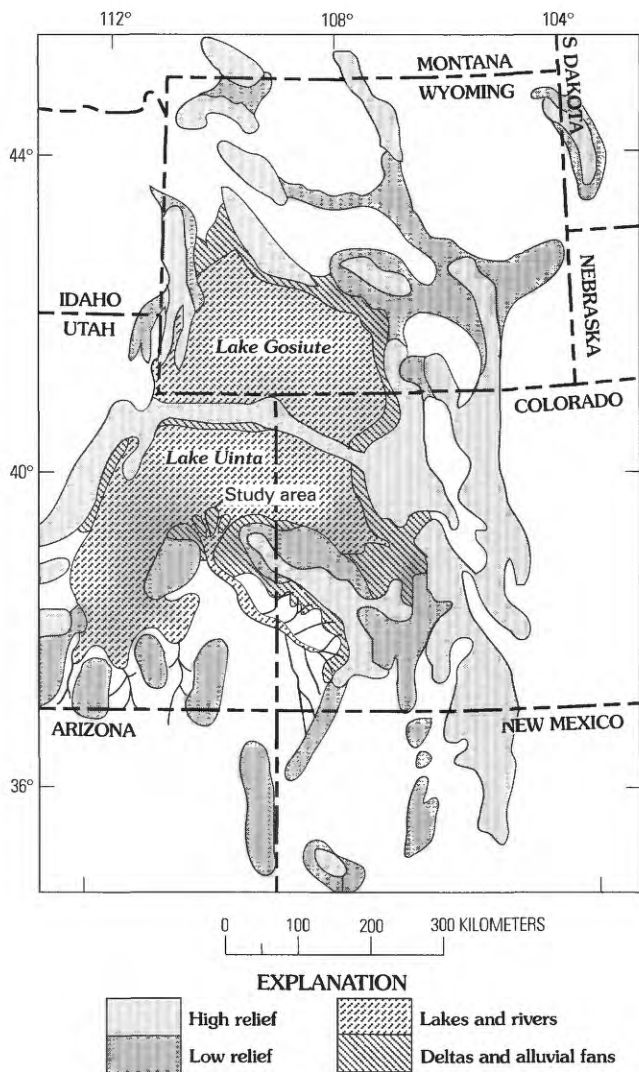 112° 108° 104°
MONTANA
WYOMING
S DAKOTA
44°
NEBRASKA
IDAHO
UTAH
Lake Gosiute
COLORADO
40°
Lake Uinta
Study area
ARIZONA
NEW MEXICO
36°
0 100 200 300 KILOMETERS
EXPLANATION
High relief
Lakes and rivers
Low relief
Deltas and alluvial fans